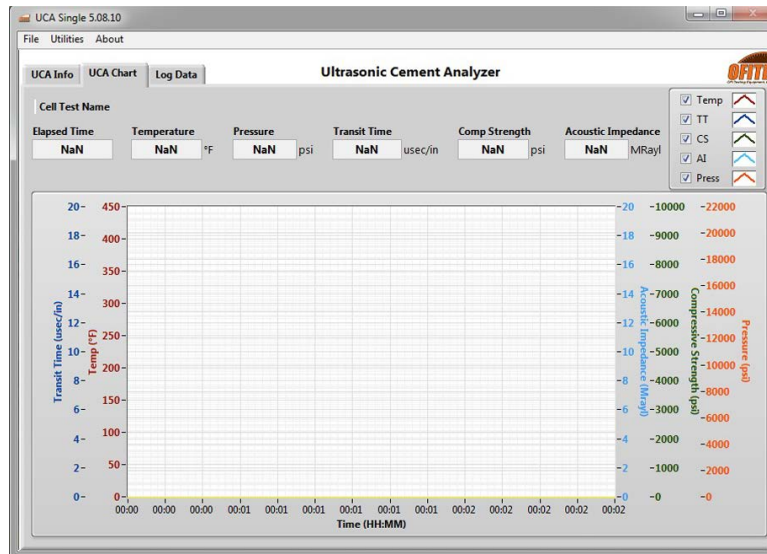 UCA Single 5.08.10
File Utilities About
UCA Info UCA Chart Log Data
Ultrasonic Cement Analyzer
OFITE
Cell Test Name
Elapsed Time Temperature Pressure Transit Time Comp Strength Acoustic Impedance
NaN NaN °F NaN psi NaN usec/in NaN psi NaN MRayl
Temp
TT
CS
AI
Press
20 450 20 10000 22000
18 400 18 9000 20000
16 350 16 8000 18000
14 300 14 7000 16000
12 250 12 6000 14000
10 200 10 5000 12000
8 150 8 4000 10000
6 100 6 3000 8000
4 50 4 2000 6000
2 0 2 1000 4000
0 0 0 2000
0
Transit Time (usec/in)
Temp (°F)
Acoustic Impedance (Mrayl)
Compressive Strength (psi)
Pressure (psi)
00:00 00:00 00:00 00:01 00:01 00:01 00:01 00:01 00:01 00:02 00:02 00:02 00:02 00:02
Time (HH:MM)